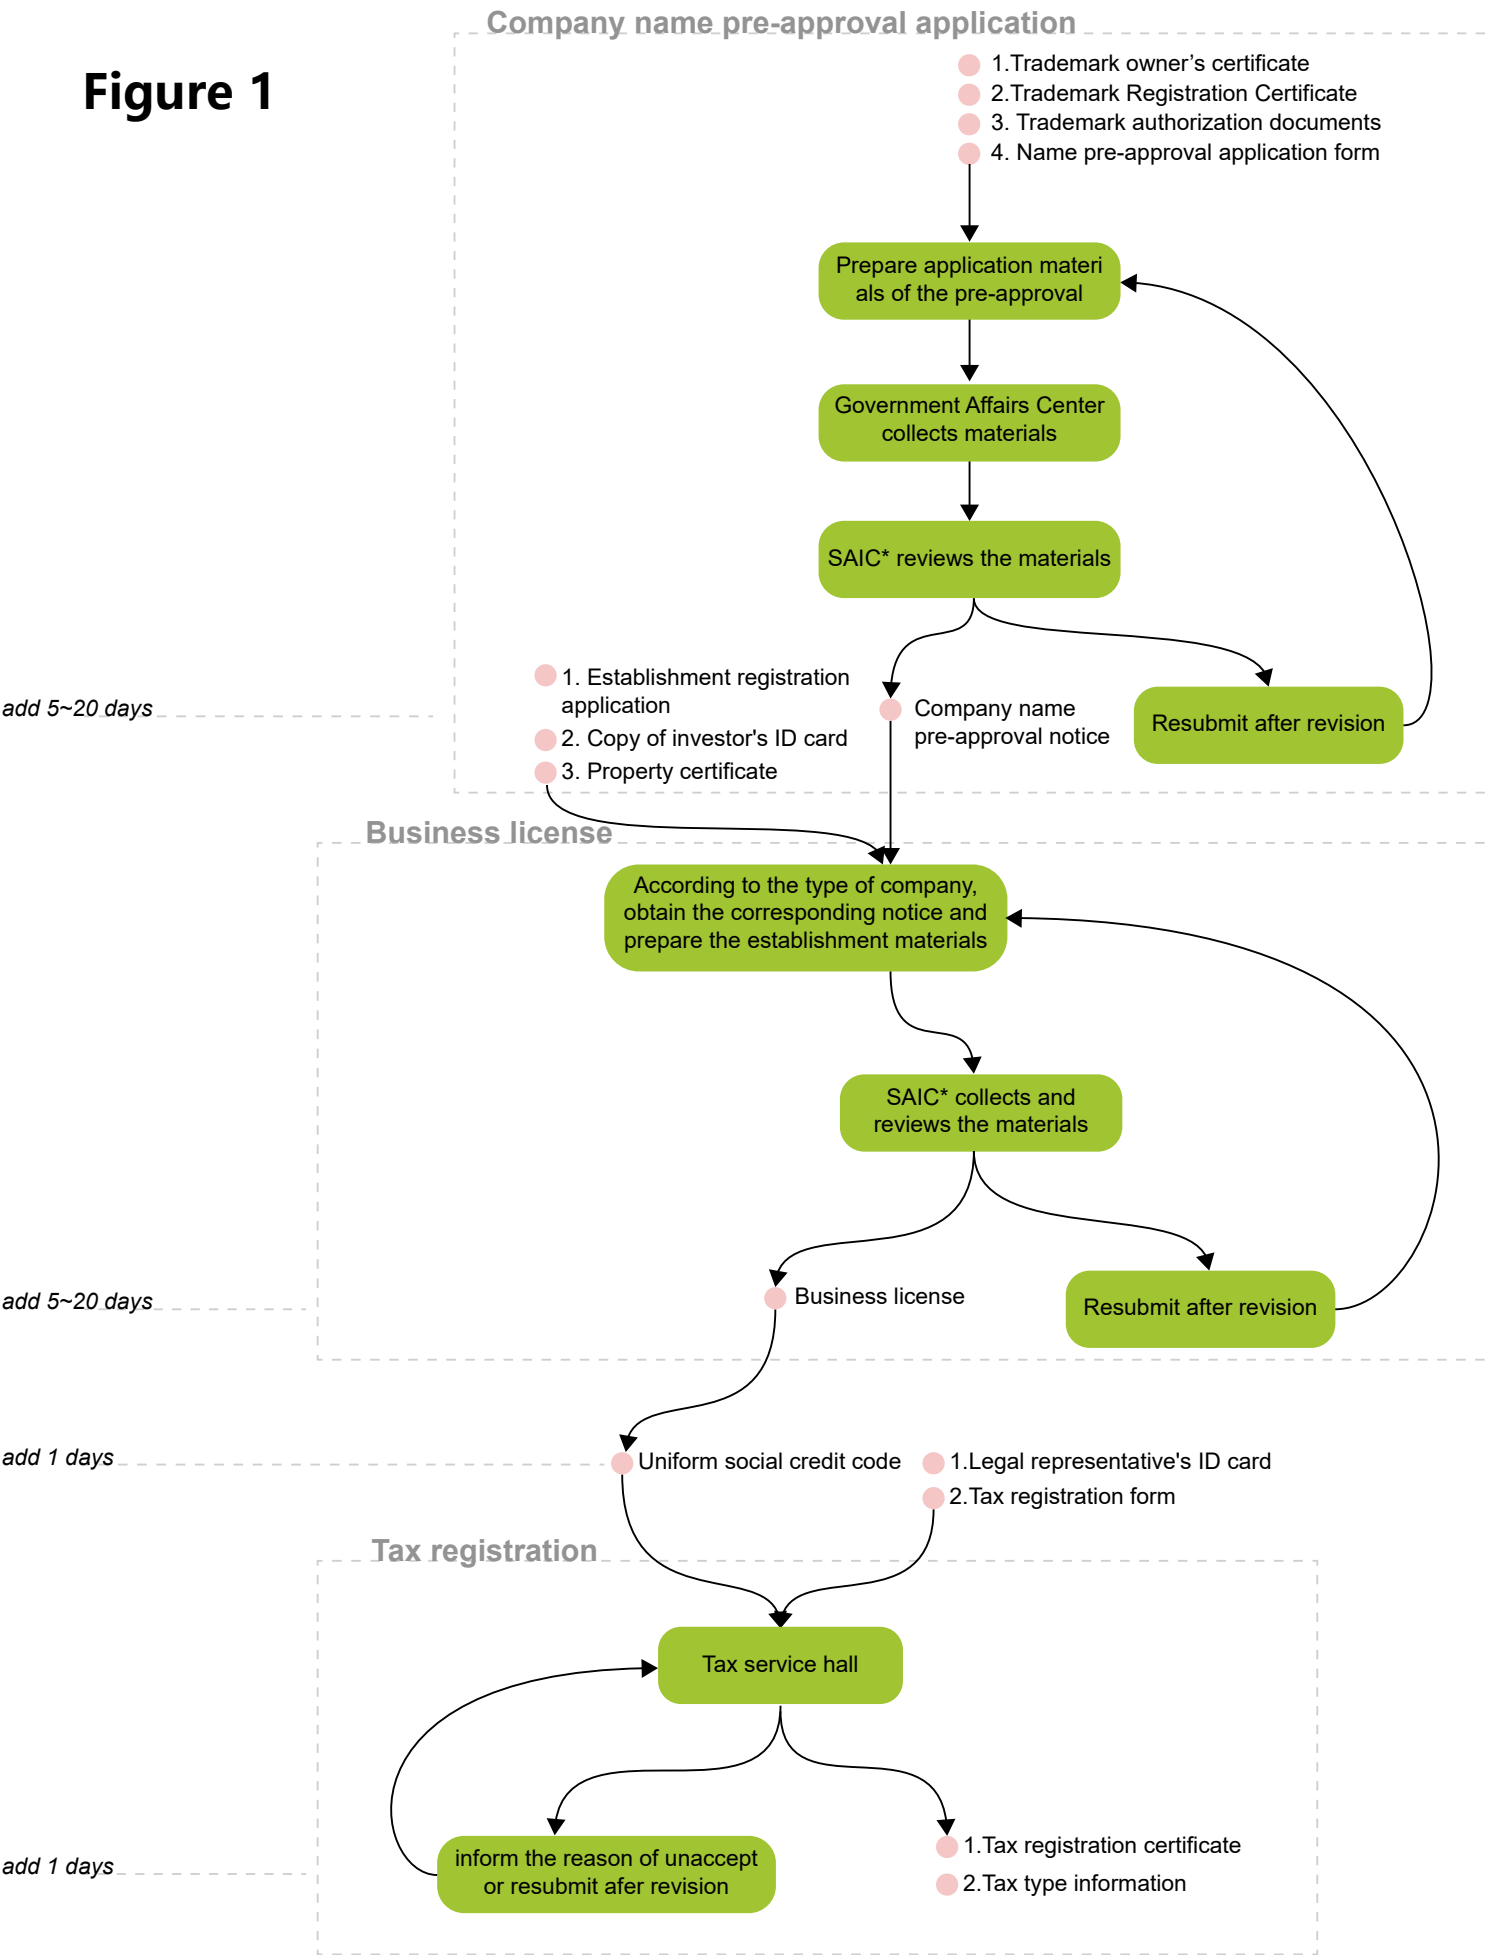 Company name pre-approval application
Figure 1
1.Trademark owner’s certificate
2.Trademark Registration Certificate
3. Trademark authorization documents
4. Name pre-approval application form
Prepare application materi
als of the pre-approval
Government Affairs Center
collects materials
SAIC* reviews the materials
1. Establishment registration
application
2. Copy of investor's ID card
3. Property certificate
add 5~20 days
Company name
pre-approval notice
Resubmit after revision
Business license
According to the type of company,
obtain the corresponding notice and
prepare the establishment materials
SAIC* collects and
reviews the materials
add 5~20 days
Business license
Resubmit after revision
add 1 days
Uniform social credit code
1.Legal representative's ID card
2.Tax registration form
Tax registration
Tax service hall
add 1 days
inform the reason of unaccept
or resubmit afer revision
1.Tax registration certificate
2.Tax type information